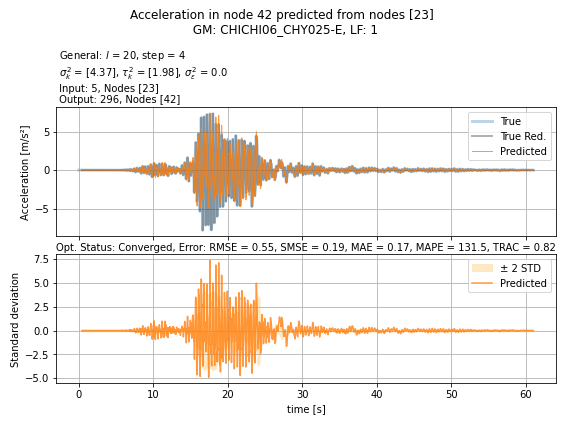 Acceleration in node 42 predicted from nodes [23]
GM: CHICHI06_CHY025-E, LF: 1
General: l = 20, step = 4
σ²ₖ = [4.37], τ²ₖ = [1.98], σ²ε = 0.0
Input: 5, Nodes [23]
Output: 296, Nodes [42]
True
True Red.
Predicted
Acceleration [m/s²]
5
0
−5
Opt. Status: Converged, Error: RMSE = 0.55, SMSE = 0.19, MAE = 0.17, MAPE = 131.5, TRAC = 0.82
± 2 STD
Predicted
Standard deviation
7.5
5.0
2.5
0.0
−2.5
−5.0
0 10 20 30 40 50 60
time [s]